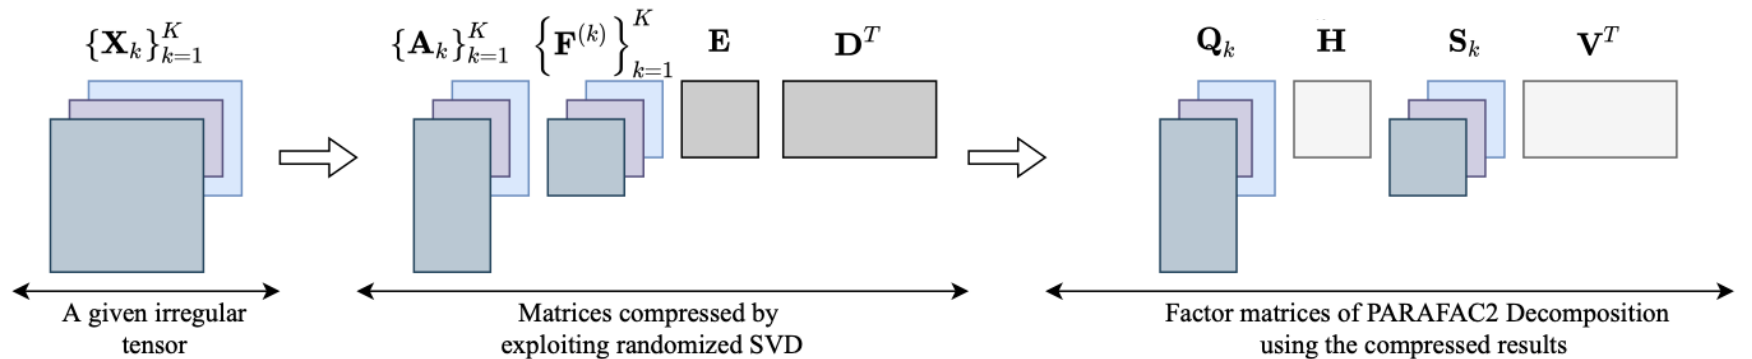 {X_k}_{k=1}^K
{A_k}_{k=1}^K {F^{(k)}}_{k=1}^K E D^T
Q_k H S_k V^T
A given irregular
tensor
Matrices compressed by
exploiting randomized SVD
Factor matrices of PARAFAC2 Decomposition
using the compressed results